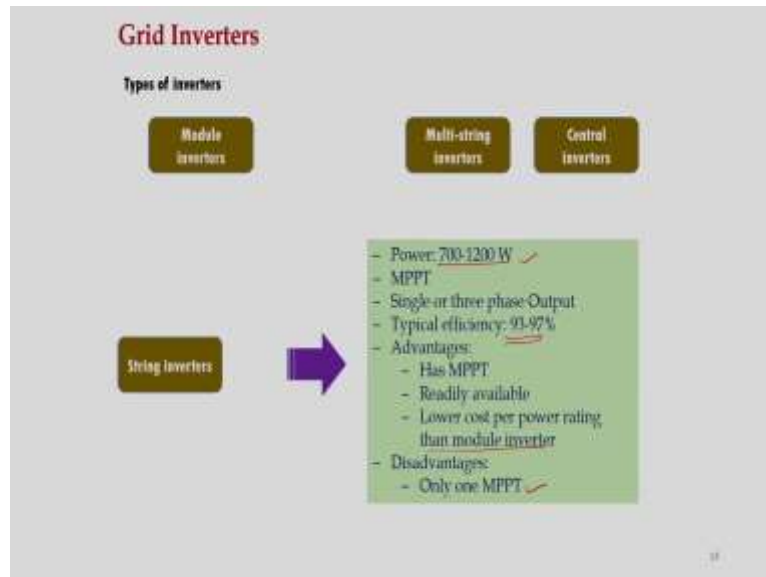 Grid Inverters
Types of inverters
Module
inverters
Multi-string
inverters
Central
inverters
String inverters
– Power: 700-1200 W
– MPPT
– Single or three phase Output
– Typical efficiency: 93-97%
– Advantages:
– Has MPPT
– Readily available
– Lower cost per power rating
than module inverter
– Disadvantages:
– Only one MPPT